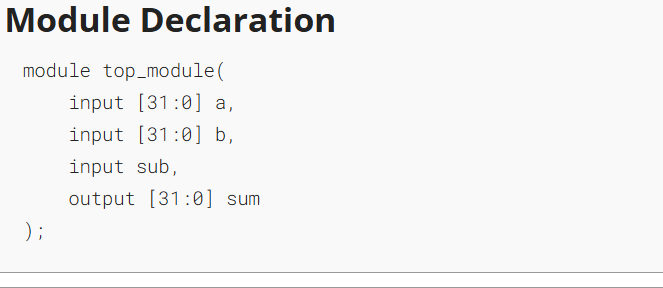 Module Declaration
module top_module(
    input [31:0] a,
    input [31:0] b,
    input sub,
    output [31:0] sum
);